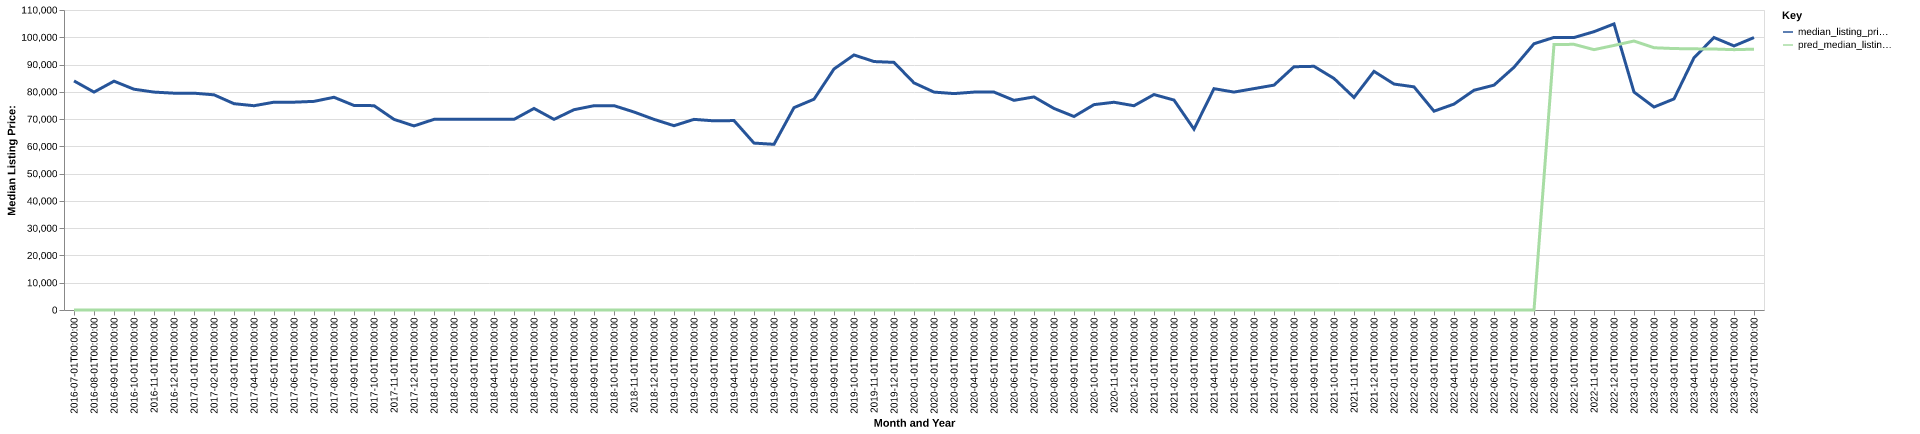 110,000
100,000
90,000
80,000
70,000
60,000
50,000
40,000
30,000
20,000
10,000
0
Median Listing Price:
2016-07-01T00:00:00
2016-08-01T00:00:00
2016-09-01T00:00:00
2016-10-01T00:00:00
2016-11-01T00:00:00
2016-12-01T00:00:00
2017-01-01T00:00:00
2017-02-01T00:00:00
2017-03-01T00:00:00
2017-04-01T00:00:00
2017-05-01T00:00:00
2017-06-01T00:00:00
2017-07-01T00:00:00
2017-08-01T00:00:00
2017-09-01T00:00:00
2017-10-01T00:00:00
2017-11-01T00:00:00
2017-12-01T00:00:00
2018-01-01T00:00:00
2018-02-01T00:00:00
2018-03-01T00:00:00
2018-04-01T00:00:00
2018-05-01T00:00:00
2018-06-01T00:00:00
2018-07-01T00:00:00
2018-08-01T00:00:00
2018-09-01T00:00:00
2018-10-01T00:00:00
2018-11-01T00:00:00
2018-12-01T00:00:00
2019-01-01T00:00:00
2019-02-01T00:00:00
2019-03-01T00:00:00
2019-04-01T00:00:00
2019-05-01T00:00:00
2019-06-01T00:00:00
2019-07-01T00:00:00
2019-08-01T00:00:00
2019-09-01T00:00:00
2019-10-01T00:00:00
2019-11-01T00:00:00
2019-12-01T00:00:00
2020-01-01T00:00:00
2020-02-01T00:00:00
2020-03-01T00:00:00
2020-04-01T00:00:00
2020-05-01T00:00:00
2020-06-01T00:00:00
2020-07-01T00:00:00
2020-08-01T00:00:00
2020-09-01T00:00:00
2020-10-01T00:00:00
2020-11-01T00:00:00
2020-12-01T00:00:00
2021-01-01T00:00:00
2021-02-01T00:00:00
2021-03-01T00:00:00
2021-04-01T00:00:00
2021-05-01T00:00:00
2021-06-01T00:00:00
2021-07-01T00:00:00
2021-08-01T00:00:00
2021-09-01T00:00:00
2021-10-01T00:00:00
2021-11-01T00:00:00
2021-12-01T00:00:00
2022-01-01T00:00:00
2022-02-01T00:00:00
2022-03-01T00:00:00
2022-04-01T00:00:00
2022-05-01T00:00:00
2022-06-01T00:00:00
2022-07-01T00:00:00
2022-08-01T00:00:00
2022-09-01T00:00:00
2022-10-01T00:00:00
2022-11-01T00:00:00
2022-12-01T00:00:00
2023-01-01T00:00:00
2023-02-01T00:00:00
2023-03-01T00:00:00
2023-04-01T00:00:00
2023-05-01T00:00:00
2023-06-01T00:00:00
2023-07-01T00:00:00
Month and Year
Key
median_listing_pri…
pred_median_listin…